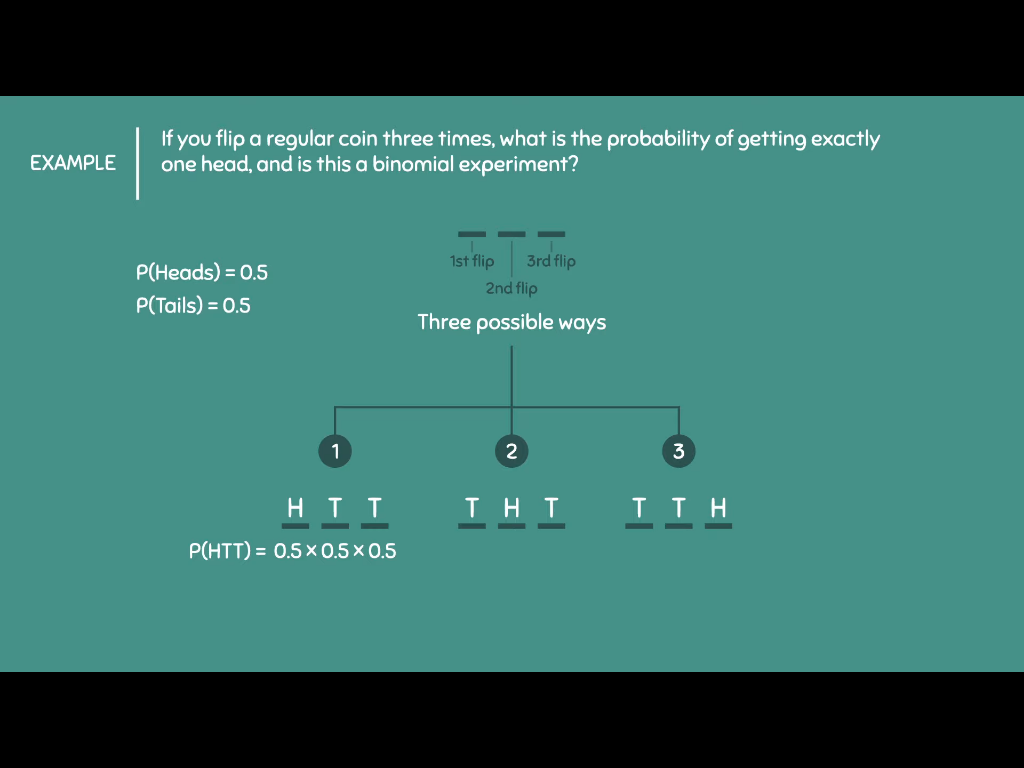 EXAMPLE
If you flip a regular coin three times, what is the probability of getting exactly
one head, and is this a binomial experiment?
P(Heads) = 0.5
P(Tails) = 0.5
1st flip
3rd flip
2nd flip
Three possible ways
1 2 3
H T T T H T T T H
P(HTT) = 0.5 × 0.5 × 0.5